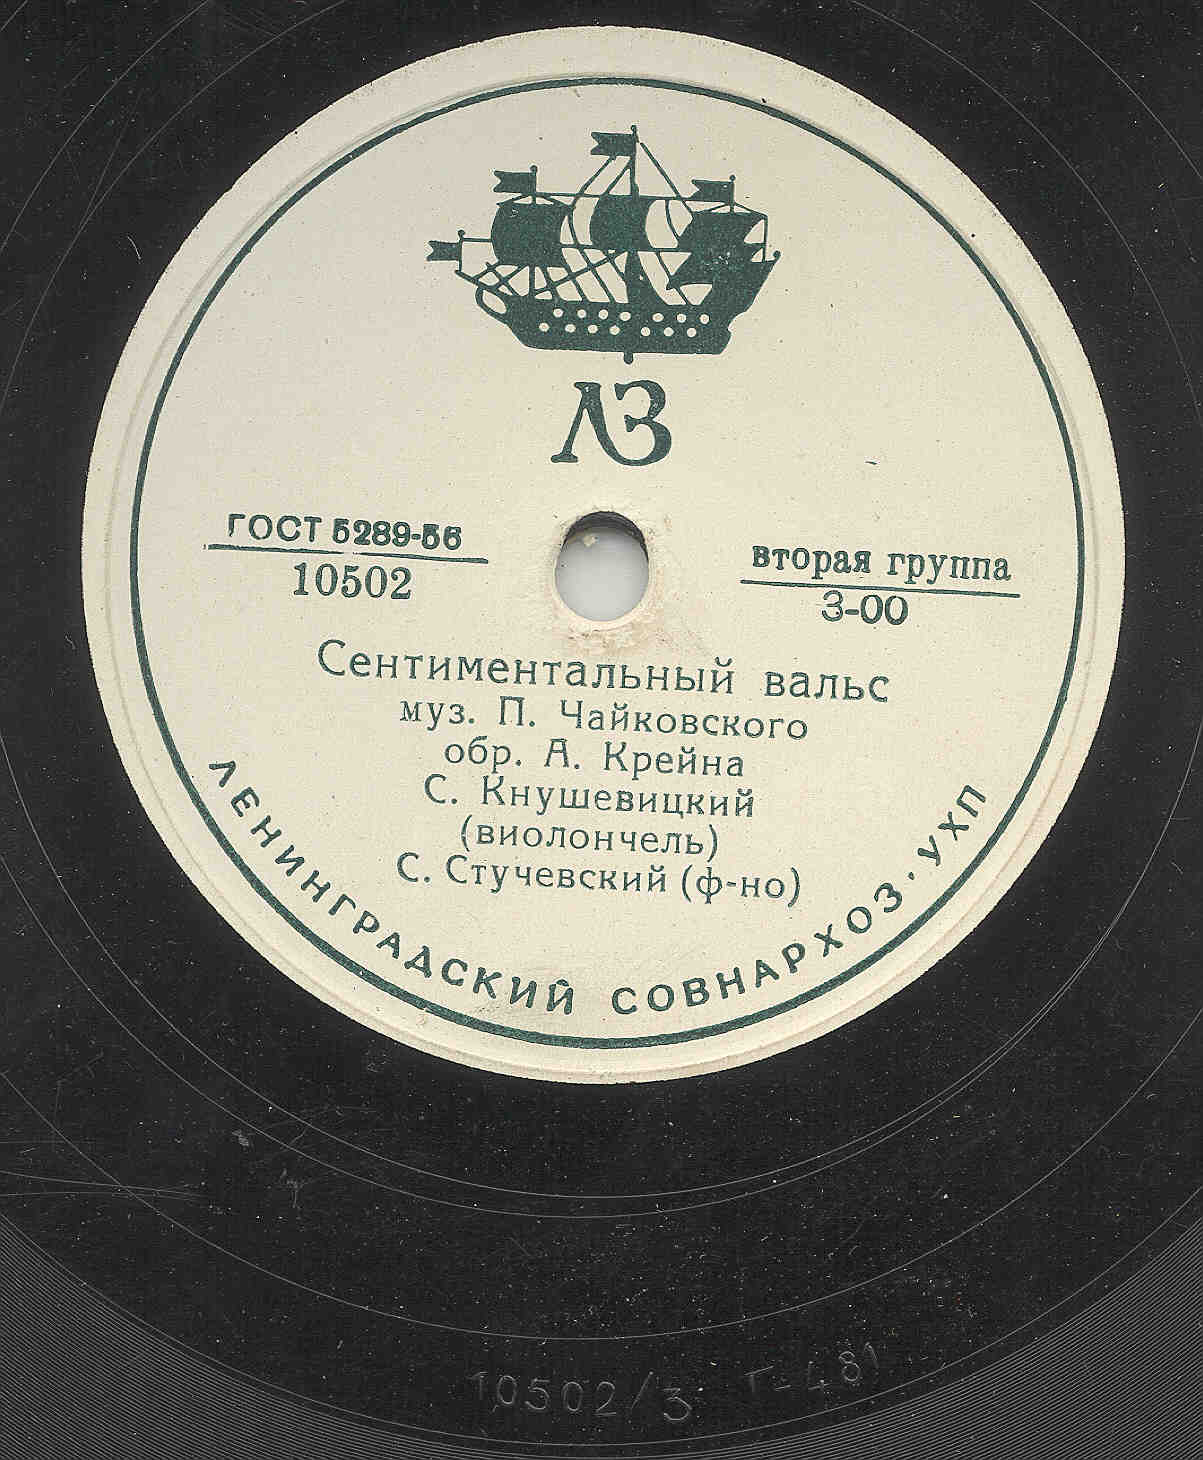 ЛЗ
ГОСТ 5289-56
10502
вторая группа
3-00
Сентиментальный вальс
муз. П. Чайковского
обр. А. Крейна
С. Кнушевицкий
(виолончель)
С. Стучевский (ф-но)
ЛЕНИНГРАДСКИЙ СОВНАРХОЗ·УХП
10502/3 Т-481